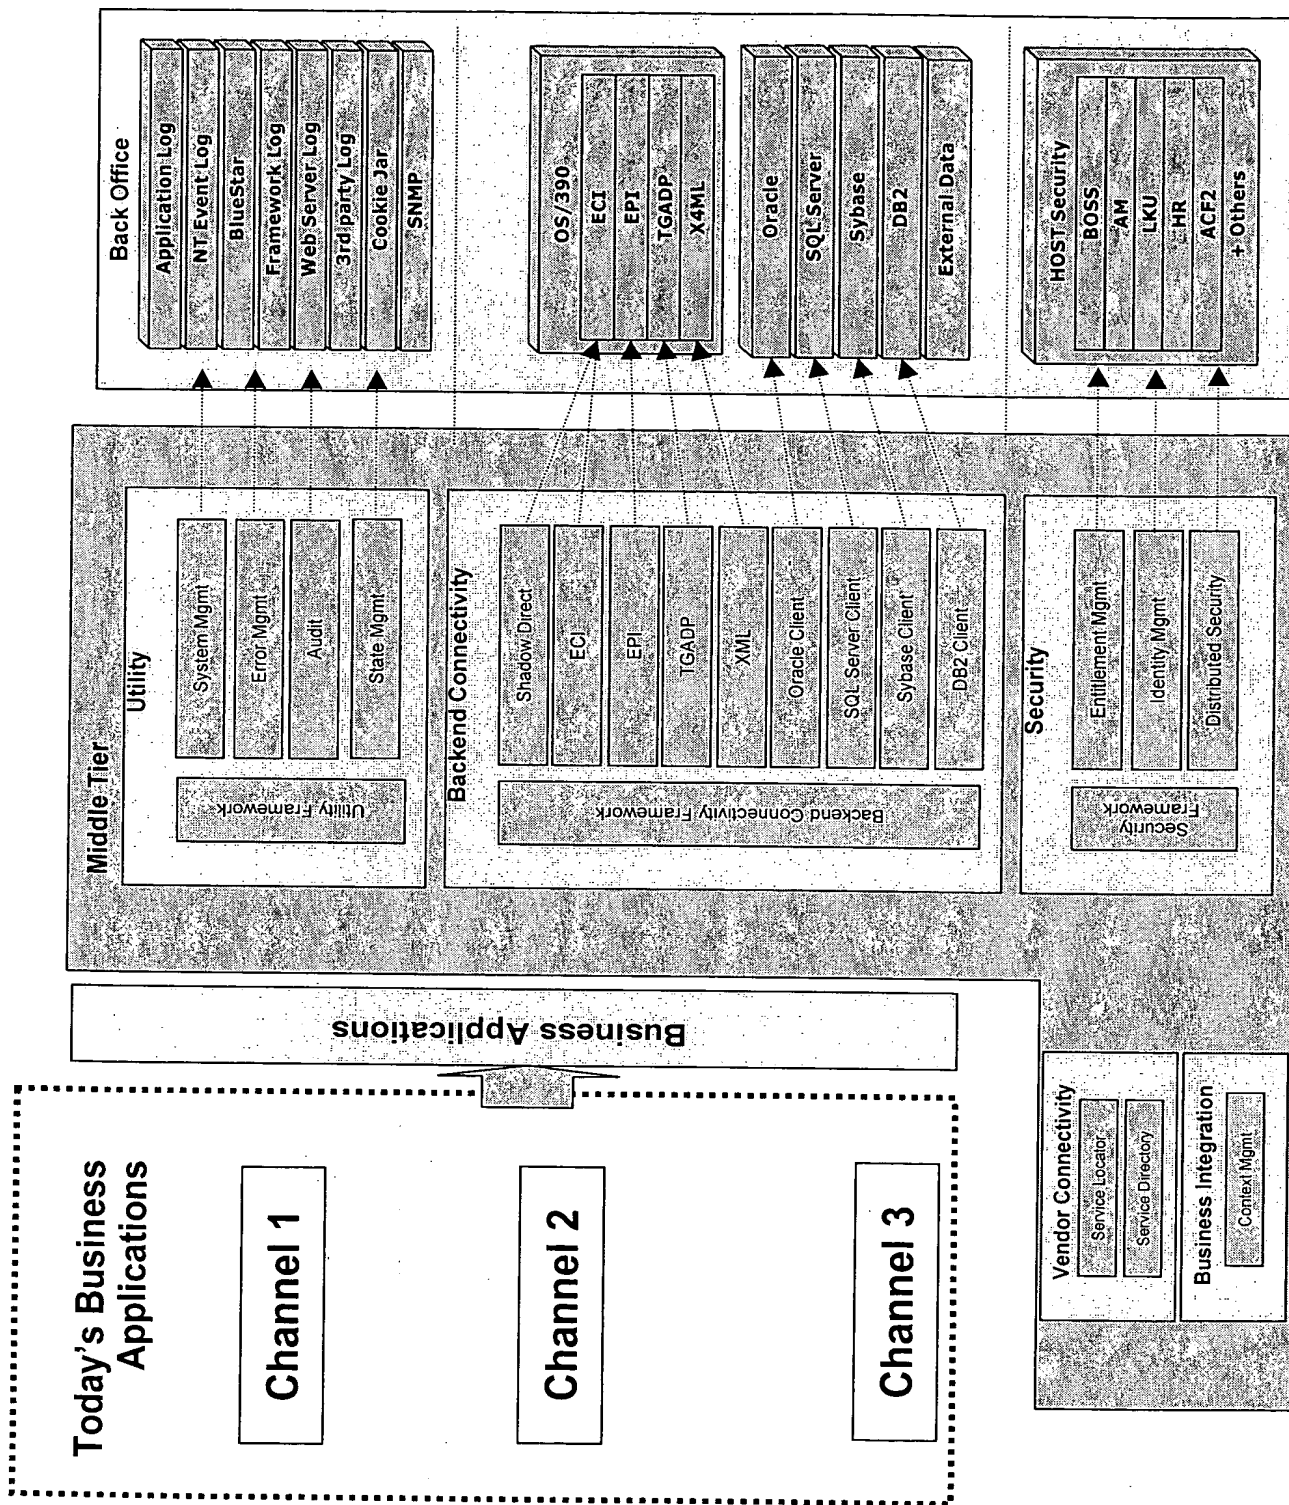 Today's Business
Applications
Channel 1
Channel 2
Channel 3
Business Applications
Middle Tier
Utility
Utility Framework
System Mgmt
Error Mgmt
Audit
State Mgmt
Backend Connectivity
Backend Connectivity Framework
Shadow Direct
ECI
EPI
TGADP
XML
Oracle Client
SQL Server Client
Sybase Client
DB2 Client
Security
Security
Framework
Entitlement Mgmt
Identity Mgmt
Distributed Security
Vendor Connectivity
Service Locator
Service Directory
Business Integration
Context Mgmt
Back Office
Application Log
NT Event Log
BlueStar
Framework Log
Web Server Log
3rd party Log
Cookie Jar
SNMP
OS/390
ECI
EPI
TGADP
X4ML
Oracle
SQL Server
Sybase
DB2
External Data
HOST Security
BOSS
AM
LKU
LHR
ACF2
+ Others